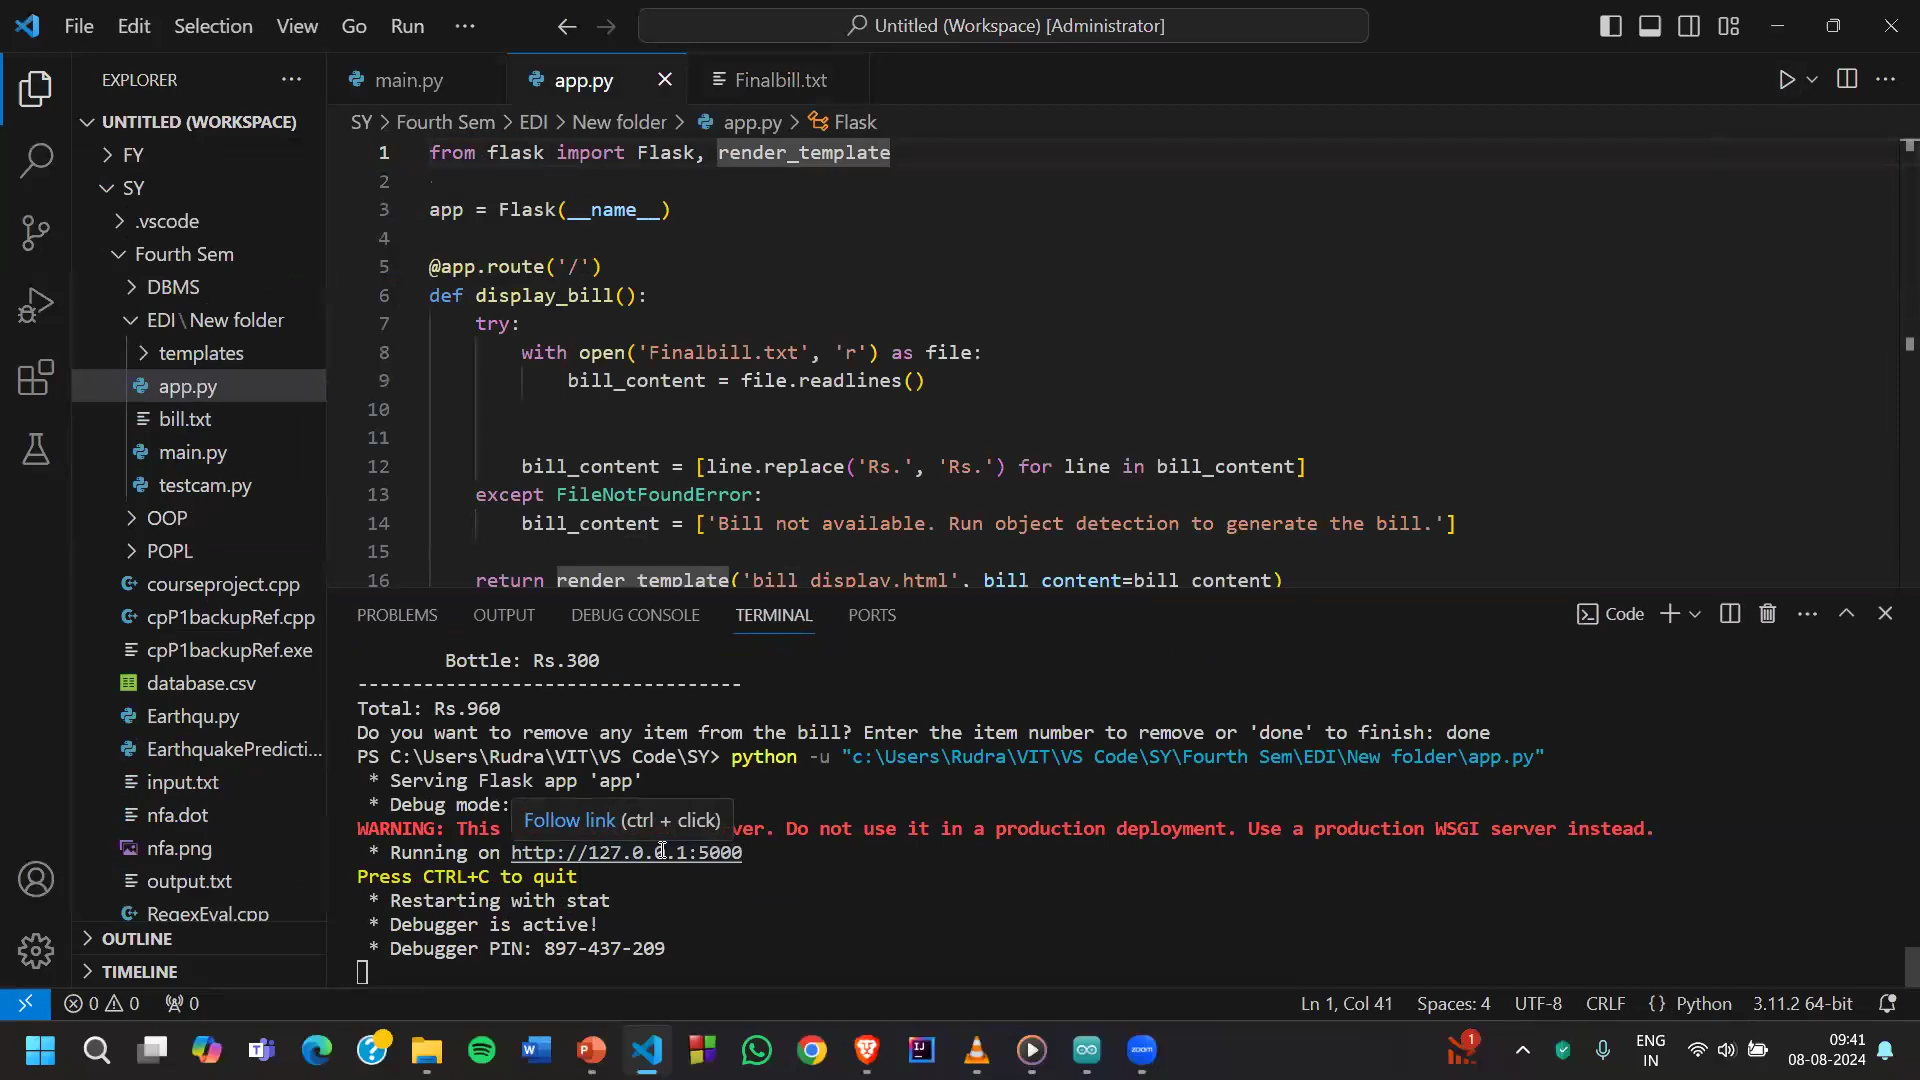 File Edit Selection View Go Run ··· Untitled (Workspace) [Administrator]
EXPLORER ···
main.py app.py Finalbill.txt
UNTITLED (WORKSPACE)
FY
SY
.vscode
Fourth Sem
DBMS
EDI\New folder
templates
app.py
bill.txt
main.py
testcam.py
OOP
POPL
courseproject.cpp
cpP1backupRef.cpp
cpP1backupRef.exe
database.csv
Earthqu.py
EarthquakePredicti...
input.txt
nfa.dot
nfa.png
output.txt
RegexEval.cpp
OUTLINE
TIMELINE
SY > Fourth Sem > EDI > New folder > app.py > Flask
1 from flask import Flask, render_template
2
3 app = Flask(__name__)
4
5 @app.route('/')
6 def display_bill():
7 try:
8 with open('Finalbill.txt', 'r') as file:
9 bill_content = file.readlines()
10
11
12 bill_content = [line.replace('Rs.', 'Rs.') for line in bill_content]
13 except FileNotFoundError:
14 bill_content = ['Bill not available. Run object detection to generate the bill.']
15
16 return render_template('bill_display.html', bill_content=bill_content)
PROBLEMS OUTPUT DEBUG CONSOLE TERMINAL PORTS Code
Bottle: Rs.300
-----------------------------------
Total: Rs.960
Do you want to remove any item from the bill? Enter the item number to remove or 'done' to finish: done
PS C:\Users\Rudra\VIT\VS Code\SY> python -u "c:\Users\Rudra\VIT\VS Code\SY\Fourth Sem\EDI\New folder\app.py"
* Serving Flask app 'app'
* Debug mode:
Follow link (ctrl + click)
WARNING: This ver. Do not use it in a production deployment. Use a production WSGI server instead.
* Running on http://127.0.0.1:5000
Press CTRL+C to quit
* Restarting with stat
* Debugger is active!
* Debugger PIN: 897-437-209
0 0 0 Ln 1, Col 41 Spaces: 4 UTF-8 CRLF {} Python 3.11.2 64-bit
zoom 1 ENG
IN
09:41
08-08-2024